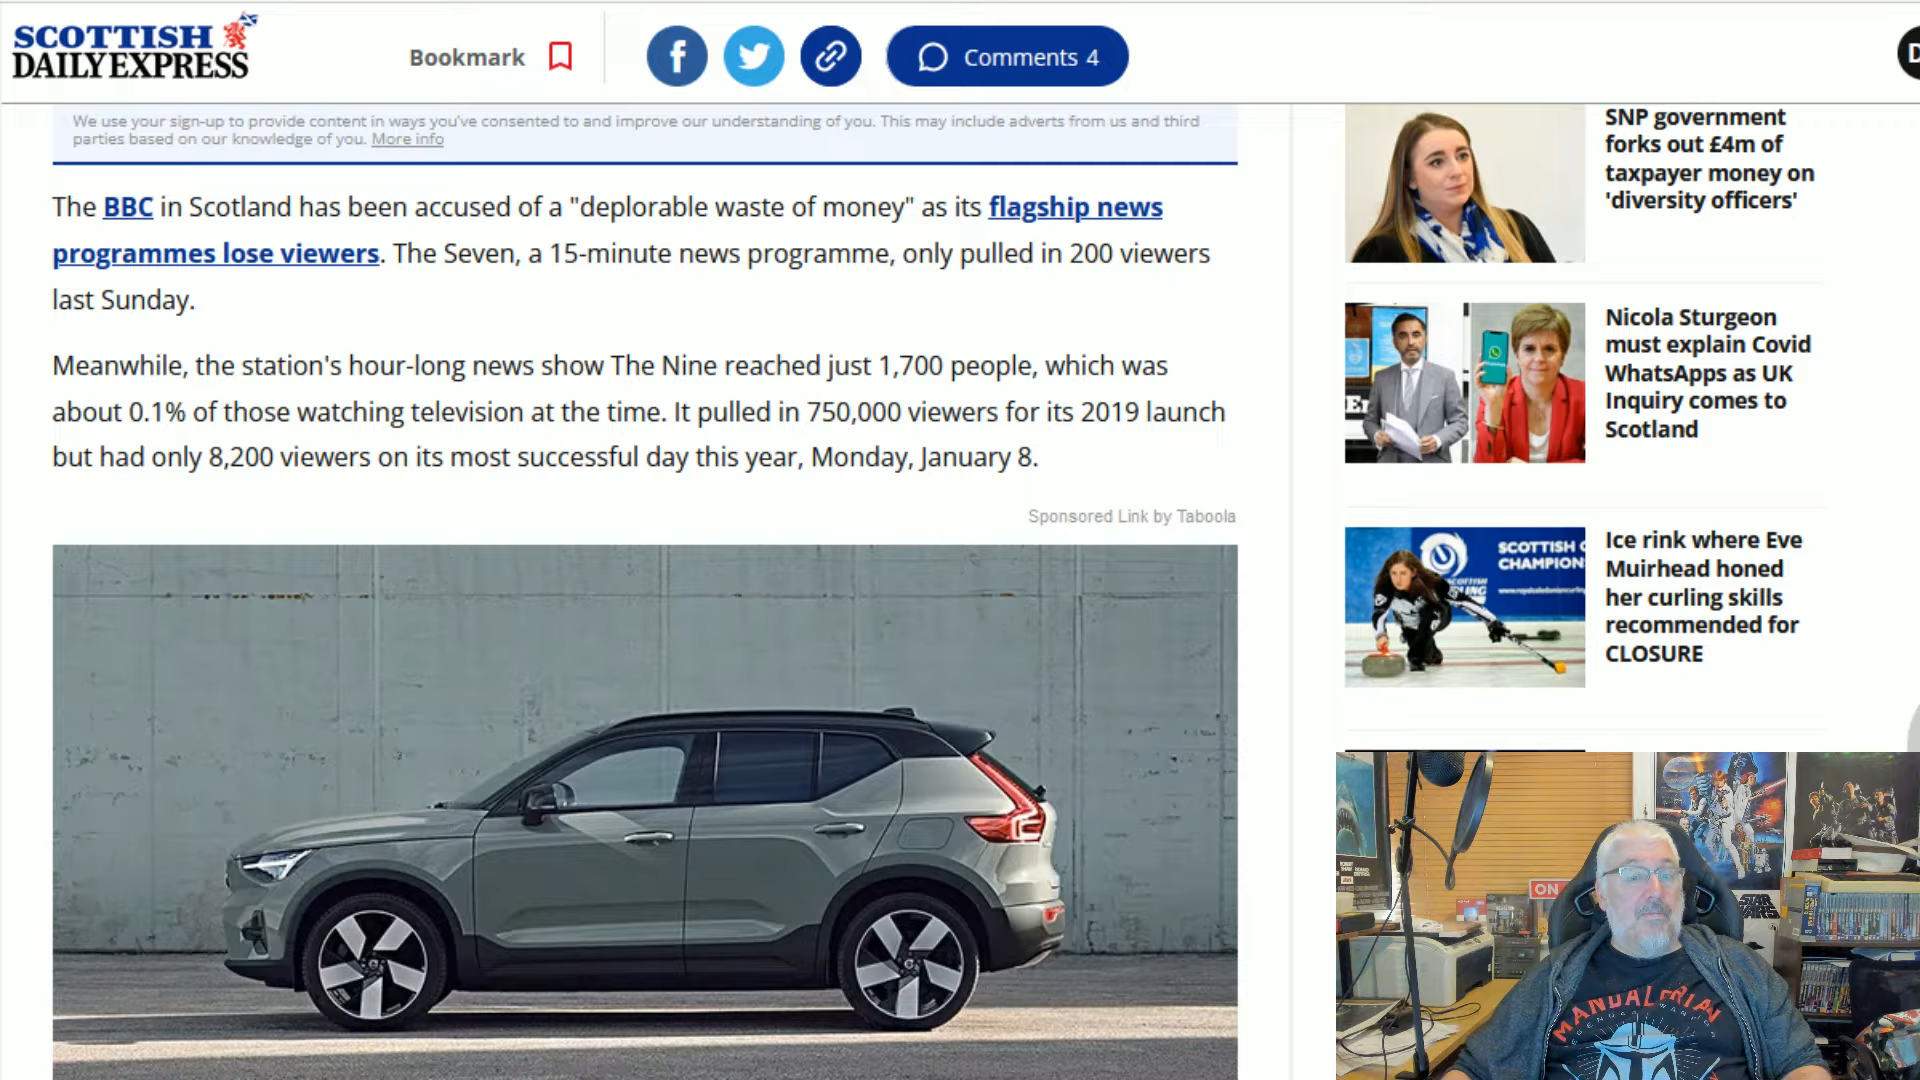 SCOTTISH
DAILY EXPRESS
Bookmark
Comments 4
We use your sign-up to provide content in ways you've consented to and improve our understanding of you. This may include adverts from us and third
parties based on our knowledge of you. More info
The BBC in Scotland has been accused of a "deplorable waste of money" as its flagship news
programmes lose viewers. The Seven, a 15-minute news programme, only pulled in 200 viewers
last Sunday.
Meanwhile, the station's hour-long news show The Nine reached just 1,700 people, which was
about 0.1% of those watching television at the time. It pulled in 750,000 viewers for its 2019 launch
but had only 8,200 viewers on its most successful day this year, Monday, January 8.
Sponsored Link by Taboola
SNP government
forks out £4m of
taxpayer money on
'diversity officers'
Nicola Sturgeon
must explain Covid
WhatsApps as UK
Inquiry comes to
Scotland
SCOTTISH
CHAMPION
Ice rink where Eve
Muirhead honed
her curling skills
recommended for
CLOSURE
ON
STAR
WARS
MANDALORIAN